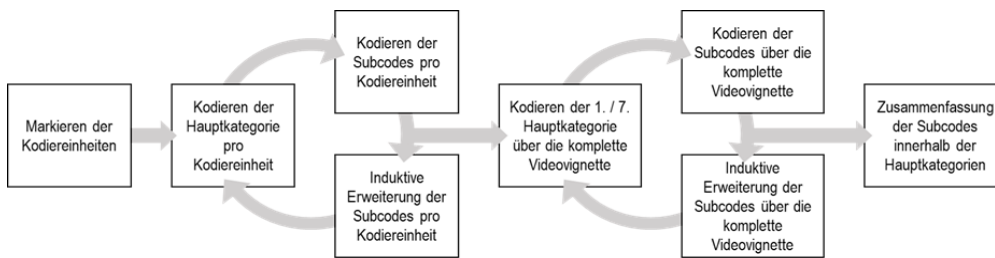 Markieren der
Kodiereinheiten
Kodieren der
Hauptkategorie
pro
Kodiereinheit
Kodieren der
Subcodes pro
Kodiereinheit
Induktive
Erweiterung der
Subcodes pro
Kodiereinheit
Kodieren der 1. / 7.
Hauptkategorie
über die komplette
Videovignette
Kodieren der
Subcodes über die
komplette
Videovignette
Induktive
Erweiterung der
Subcodes über die
komplette
Videovignette
Zusammenfassung
der Subcodes
innerhalb der
Hauptkategorien